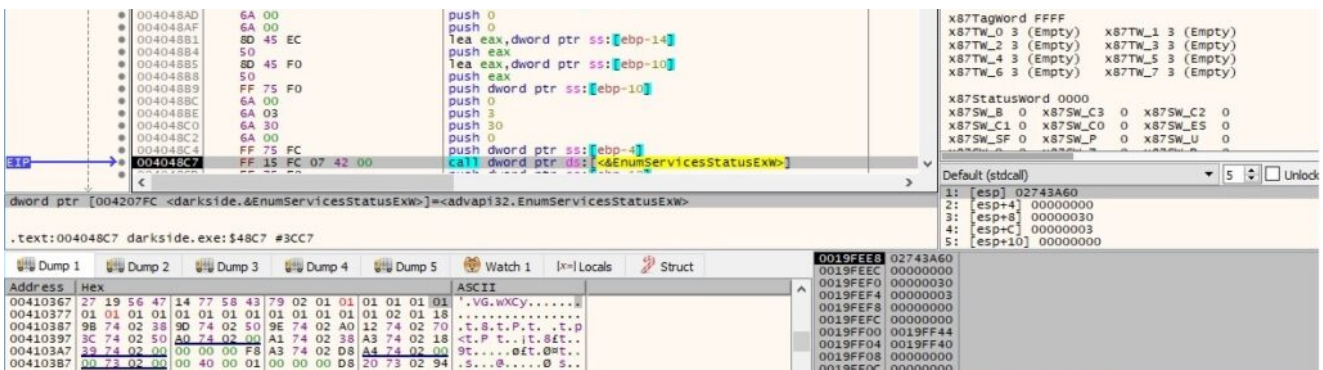 004048AD 6A 00 push 0
004048AF 6A 00 push 0
004048B1 8D 45 EC lea eax,dword ptr ss:[ebp-14]
004048B4 50 push eax
004048B5 8D 45 F0 lea eax,dword ptr ss:[ebp-10]
004048B8 50 push eax
004048B9 FF 75 F0 push dword ptr ss:[ebp-10]
004048BC 6A 00 push 0
004048BE 6A 03 push 3
004048C0 6A 30 push 30
004048C2 6A 00 push 0
004048C4 FF 75 FC push dword ptr ss:[ebp-4]
EIP 004048C7 FF 15 FC 07 42 00 call dword ptr ds:[<&EnumServicesStatusExW>]
dword ptr [004207FC <darkside.&EnumServicesStatusExW>]=<advapi32.EnumServicesStatusExW>
.text:004048C7 darkside.exe:$48C7 #3CC7
x87TagWord FFFF
x87TW_0 3 (Empty) x87TW_1 3 (Empty)
x87TW_2 3 (Empty) x87TW_3 3 (Empty)
x87TW_4 3 (Empty) x87TW_5 3 (Empty)
x87TW_6 3 (Empty) x87TW_7 3 (Empty)
x87StatusWord 0000
x87SW_B 0 x87SW_C3 0 x87SW_C2 0
x87SW_C1 0 x87SW_C0 0 x87SW_ES 0
x87SW_SF 0 x87SW_P 0 x87SW_U 0
Default (stdcall) 5 Unlock
1: [esp] 02743A60
2: [esp+4] 00000000
3: [esp+8] 00000030
4: [esp+C] 00000003
5: [esp+10] 00000000
Dump 1 Dump 2 Dump 3 Dump 4 Dump 5 Watch 1 [x=] Locals Struct
Address Hex ASCII
00410367 27 19 56 47 14 77 58 43 79 02 01 01 01 01 01 01 '.VG.wXCy.......
00410377 01 01 01 01 01 01 01 01 01 01 01 01 01 02 01 18 ................
00410387 9B 74 02 38 9D 74 02 50 9E 74 02 A0 12 74 02 70 .t.8.t.P.t. .t.p
00410397 3C 74 02 50 A0 74 02 00 A1 74 02 38 A3 74 02 18 <t.P t..¡t.8£t..
004103A7 39 74 02 00 00 00 00 F8 A3 74 02 D8 A4 74 02 00 9t.....ø£t.Ø¤t..
004103B7 00 73 02 00 00 40 00 01 00 00 00 D8 20 73 02 94 .s...@.....Ø s..
0019FEE8 02743A60
0019FEEC 00000000
0019FEF0 00000030
0019FEF4 00000003
0019FEF8 00000000
0019FEFC 00000000
0019FF00 0019FF44
0019FF04 0019FF40
0019FF08 00000000
0019FF0C 00000000